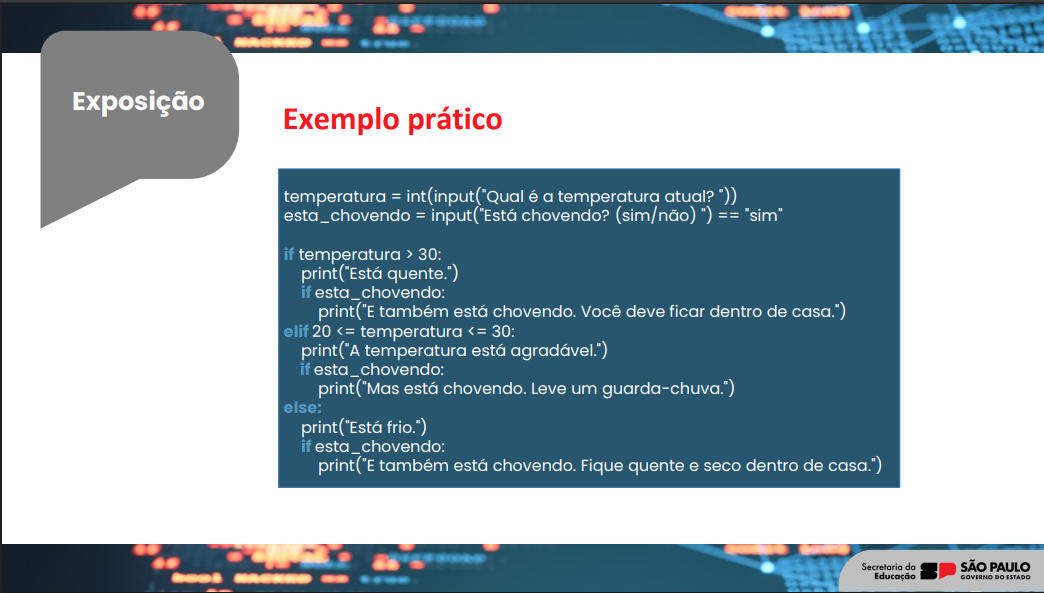 Exposição
Exemplo prático
temperatura = int(input("Qual é a temperatura atual? "))
esta_chovendo = input("Está chovendo? (sim/não) ") == "sim"
if temperatura > 30:
print("Está quente.")
if esta_chovendo:
print("E também está chovendo. Você deve ficar dentro de casa.")
elif 20 <= temperatura <= 30:
print("A temperatura está agradável.")
if esta_chovendo:
print("Mas está chovendo. Leve um guarda-chuva.")
else:
print("Está frio.")
if esta_chovendo:
print("E também está chovendo. Fique quente e seco dentro de casa.")
Secretaria da
Educação
SÃO PAULO
GOVERNO DO ESTADO